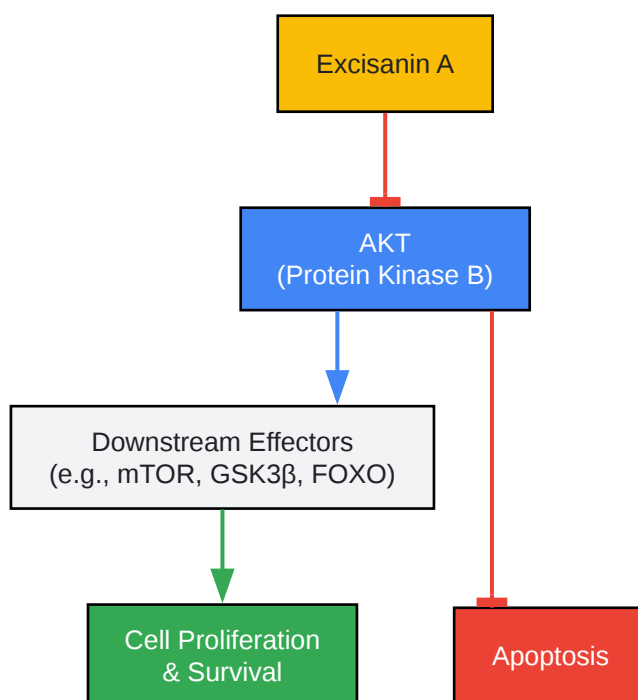 Excisanin A
AKT
(Protein Kinase B)
Downstream Effectors
(e.g., mTOR, GSK3β, FOXO)
Cell Proliferation
& Survival
Apoptosis